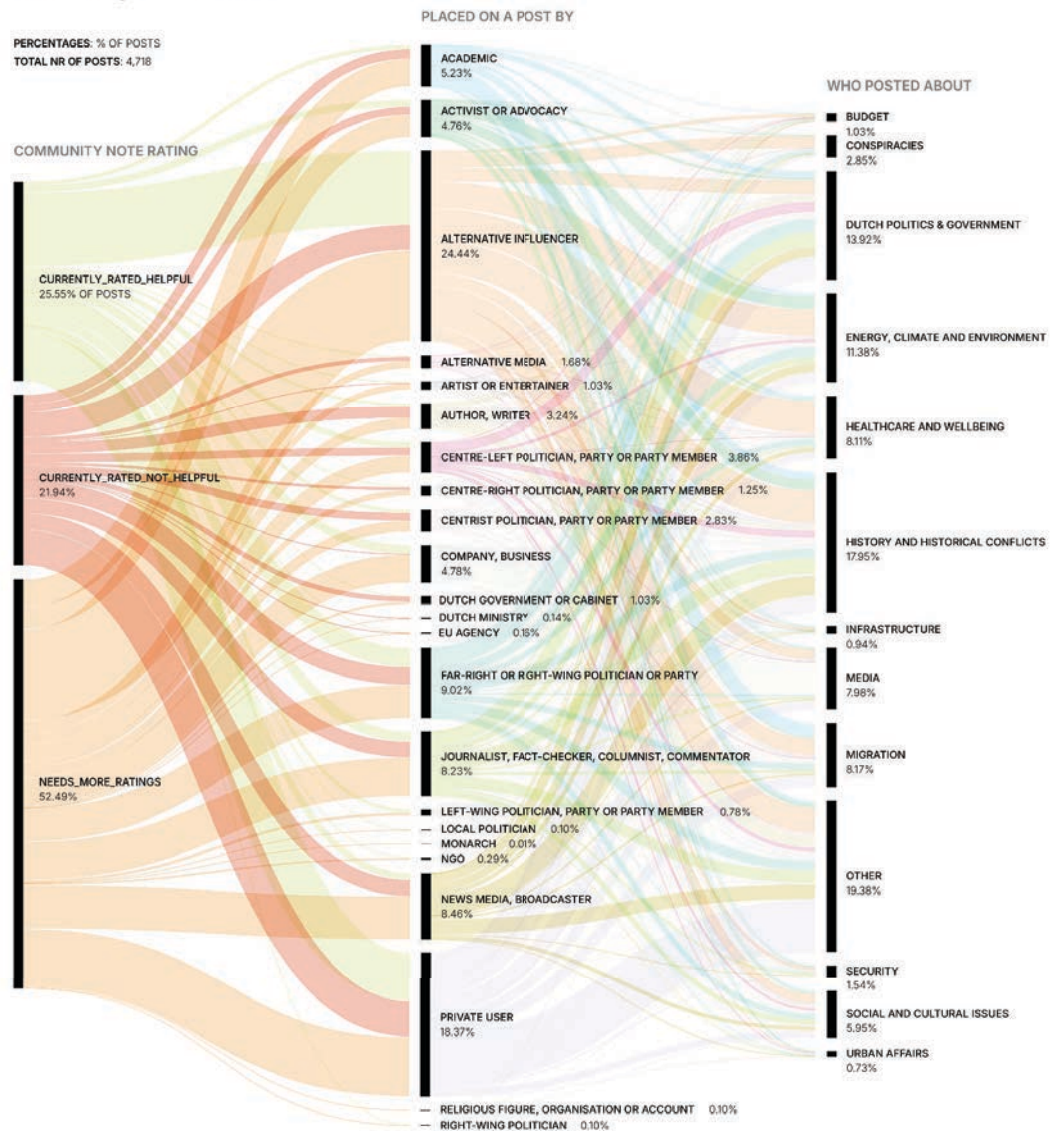 PLACED ON A POST BY
PERCENTAGES: % OF POSTS
TOTAL NR OF POSTS: 4,718
COMMUNITY NOTE RATING
CURRENTLY_RATED_HELPFUL
25.55% OF POSTS
CURRENTLY_RATED_NOT_HELPFUL
21.94%
NEEDS_MORE_RATINGS
52.49%
ACADEMIC
5.23%
ACTIVIST OR ADVOCACY
4.76%
ALTERNATIVE INFLUENCER
24.44%
ALTERNATIVE MEDIA 1.68%
ARTIST OR ENTERTAINER 1.03%
AUTHOR, WRITER 3.24%
CENTRE-LEFT POLITICIAN, PARTY OR PARTY MEMBER 3.86%
CENTRE-RIGHT POLITICIAN, PARTY OR PARTY MEMBER 1.25%
CENTRIST POLITICIAN, PARTY OR PARTY MEMBER 2.83%
COMPANY, BUSINESS
4.78%
DUTCH GOVERNMENT OR CABINET 1.03%
DUTCH MINISTRY 0.14%
EU AGENCY
FAR-RIGHT OR RGHT-WING POLITICIAN OR PARTY
9.02%
JOURNALIST, FACT-CHECKER, COLUMNIST, COMMENTATOR
8.23%
LEFT-WING POLITICIAN, PARTY OR PARTY MEMBER 0.78%
LOCAL POLITICIAN 0.10%
MONARCH 0.01%
NGO 0.29%
NEWS MEDIA, BROADCASTER
8.46%
PRIVATE USER
18.37%
RELIGIOUS FIGURE, ORGANISATION OR ACCOUNT 0.10%
RIGHT-WING POLITICIAN 0.10%
WHO POSTED ABOUT
BUDGET
1.03%
CONSPIRACIES
2.85%
DUTCH POLITICS & GOVERNMENT
13.92%
ENERGY, CLIMATE AND ENVIRONMENT
11.38%
HEALTHCARE AND WELLBEING
8.11%
HISTORY AND HISTORICAL CONFLICTS
17.95%
INFRASTRUCTURE
0.94%
MEDIA
7.98%
MIGRATION
8.17%
OTHER
19.38%
SECURITY
1.54%
SOCIAL AND CULTURAL ISSUES
5.95%
URBAN AFFAIRS
0.73%